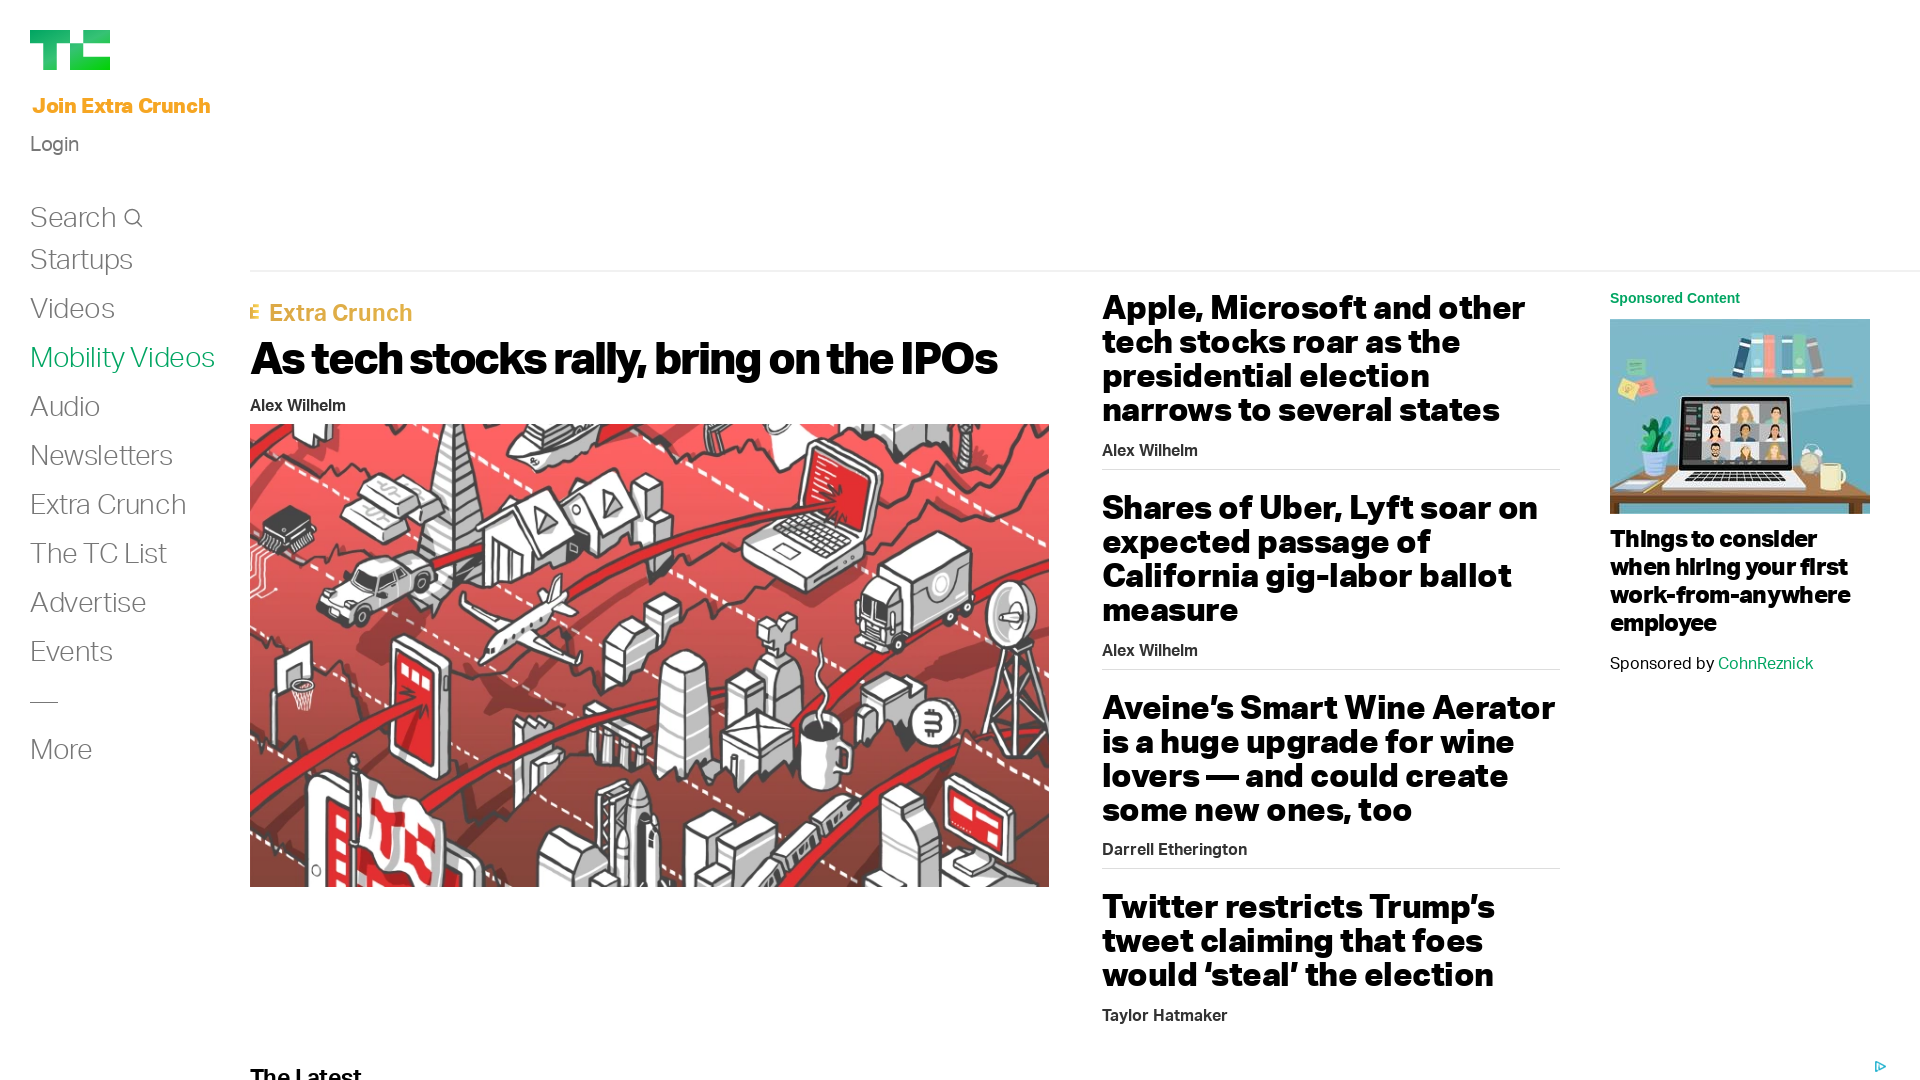 TC
Join Extra Crunch
Login
Search
Startups
Videos
Mobility Videos
Audio
Newsletters
Extra Crunch
The TC List
Advertise
Events
—
More
Extra Crunch
As tech stocks rally, bring on the IPOs
Alex Wilhelm
Apple, Microsoft and other
tech stocks roar as the
presidential election
narrows to several states
Alex Wilhelm
Shares of Uber, Lyft soar on
expected passage of
California gig-labor ballot
measure
Alex Wilhelm
Aveine’s Smart Wine Aerator
is a huge upgrade for wine
lovers — and could create
some new ones, too
Darrell Etherington
Twitter restricts Trump’s
tweet claiming that foes
would ‘steal’ the election
Taylor Hatmaker
Sponsored Content
Things to consider
when hiring your first
work-from-anywhere
employee
Sponsored by CohnReznick
The Latest